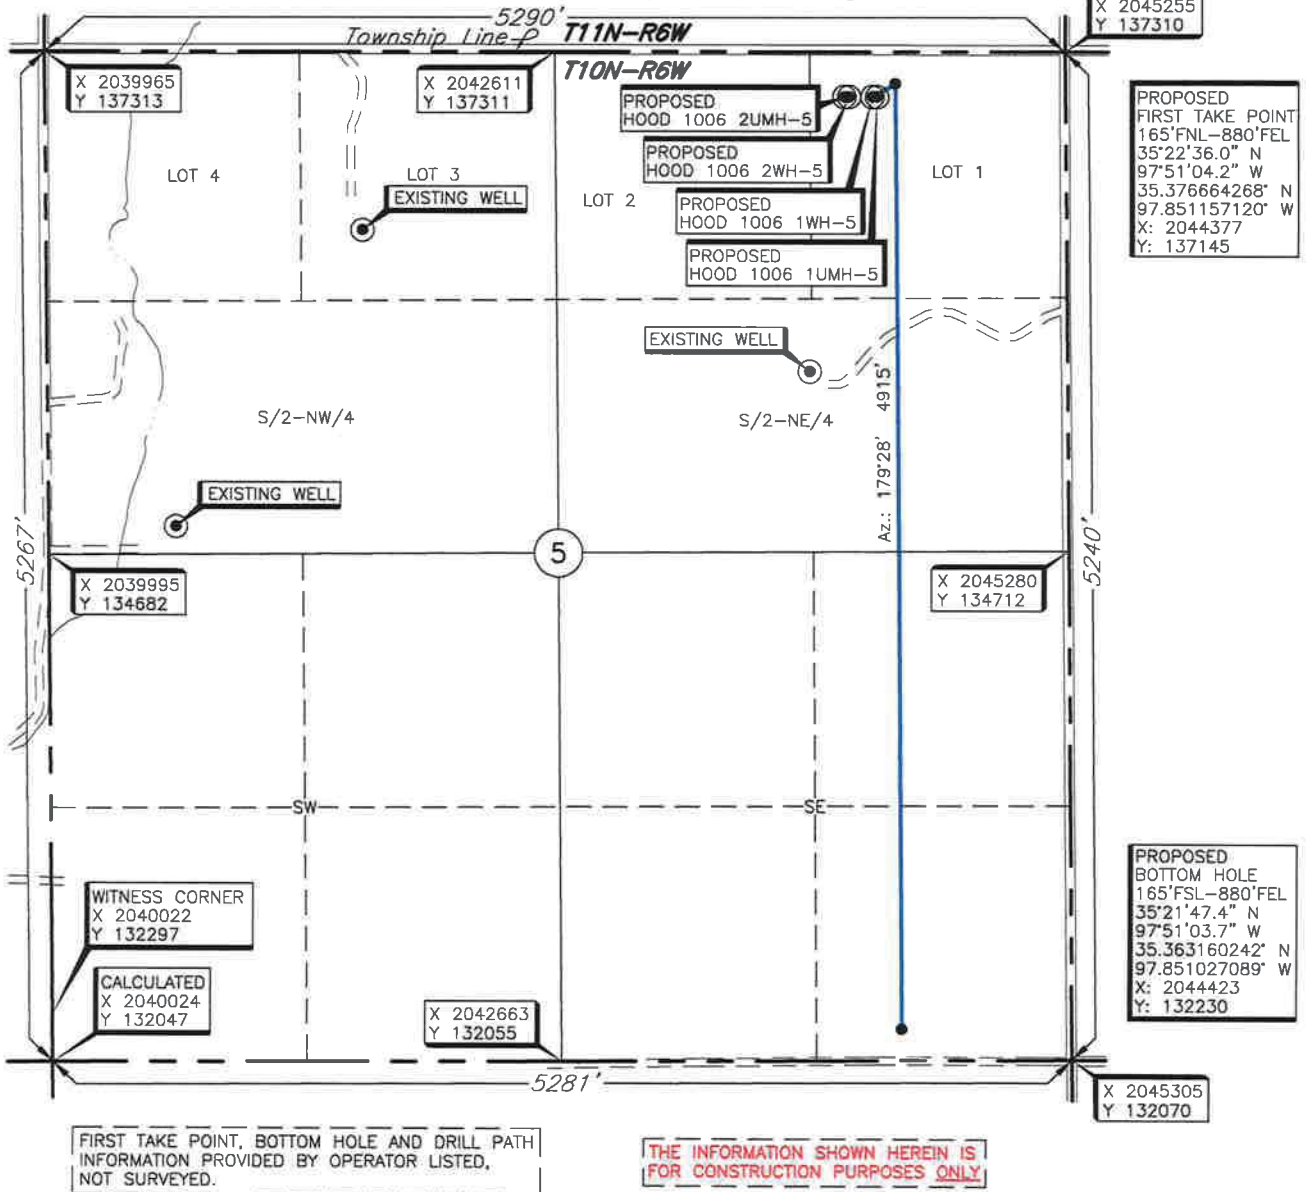 X 2045255
Y 137310
5290'
Township Line
T11N-R6W
T10N-R6W
X 2039965
Y 137313
X 2042611
Y 137311
PROPOSED
HOOD 1006 2UMH-5
PROPOSED
HOOD 1006 2WH-5
PROPOSED
HOOD 1006 1WH-5
PROPOSED
HOOD 1006 1UMH-5
PROPOSED
FIRST TAKE POINT
165'FNL-880'FEL
35°22'36.0" N
97°51'04.2" W
35.376664268° N
97.851157120° W
X: 2044377
Y: 137145
LOT 4
LOT 3
LOT 2
LOT 1
EXISTING WELL
EXISTING WELL
S/2-NW/4
S/2-NE/4
Az.: 179°28' 4915'
EXISTING WELL
5267'
5
5240'
X 2039995
Y 134682
X 2045280
Y 134712
SW
SE
WITNESS CORNER
X 2040022
Y 132297
CALCULATED
X 2040024
Y 132047
X 2042663
Y 132055
PROPOSED
BOTTOM HOLE
165'FSL-880'FEL
35°21'47.4" N
97°51'03.7" W
35.363160242° N
97.851027089° W
X: 2044423
Y: 132230
5281'
X 2045305
Y 132070
FIRST TAKE POINT, BOTTOM HOLE AND DRILL PATH
INFORMATION PROVIDED BY OPERATOR LISTED,
NOT SURVEYED.
THE INFORMATION SHOWN HEREIN IS
FOR CONSTRUCTION PURPOSES ONLY